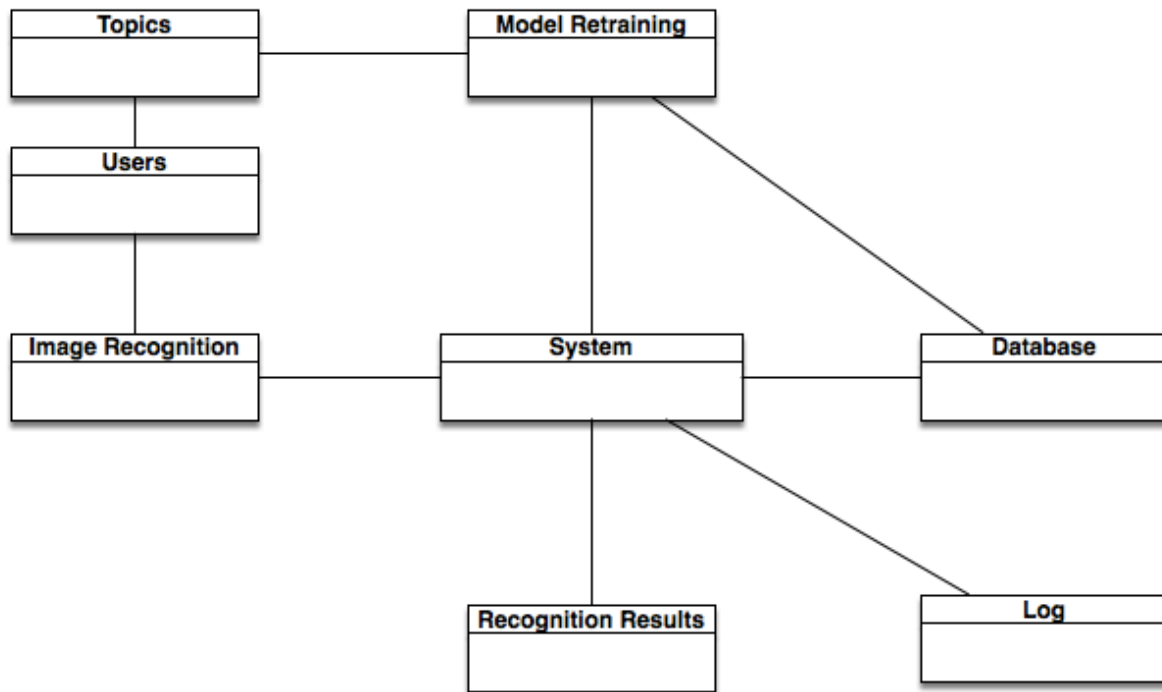 Topics
Model Retraining
Users
Image Recognition
System
Database
Recognition Results
Log